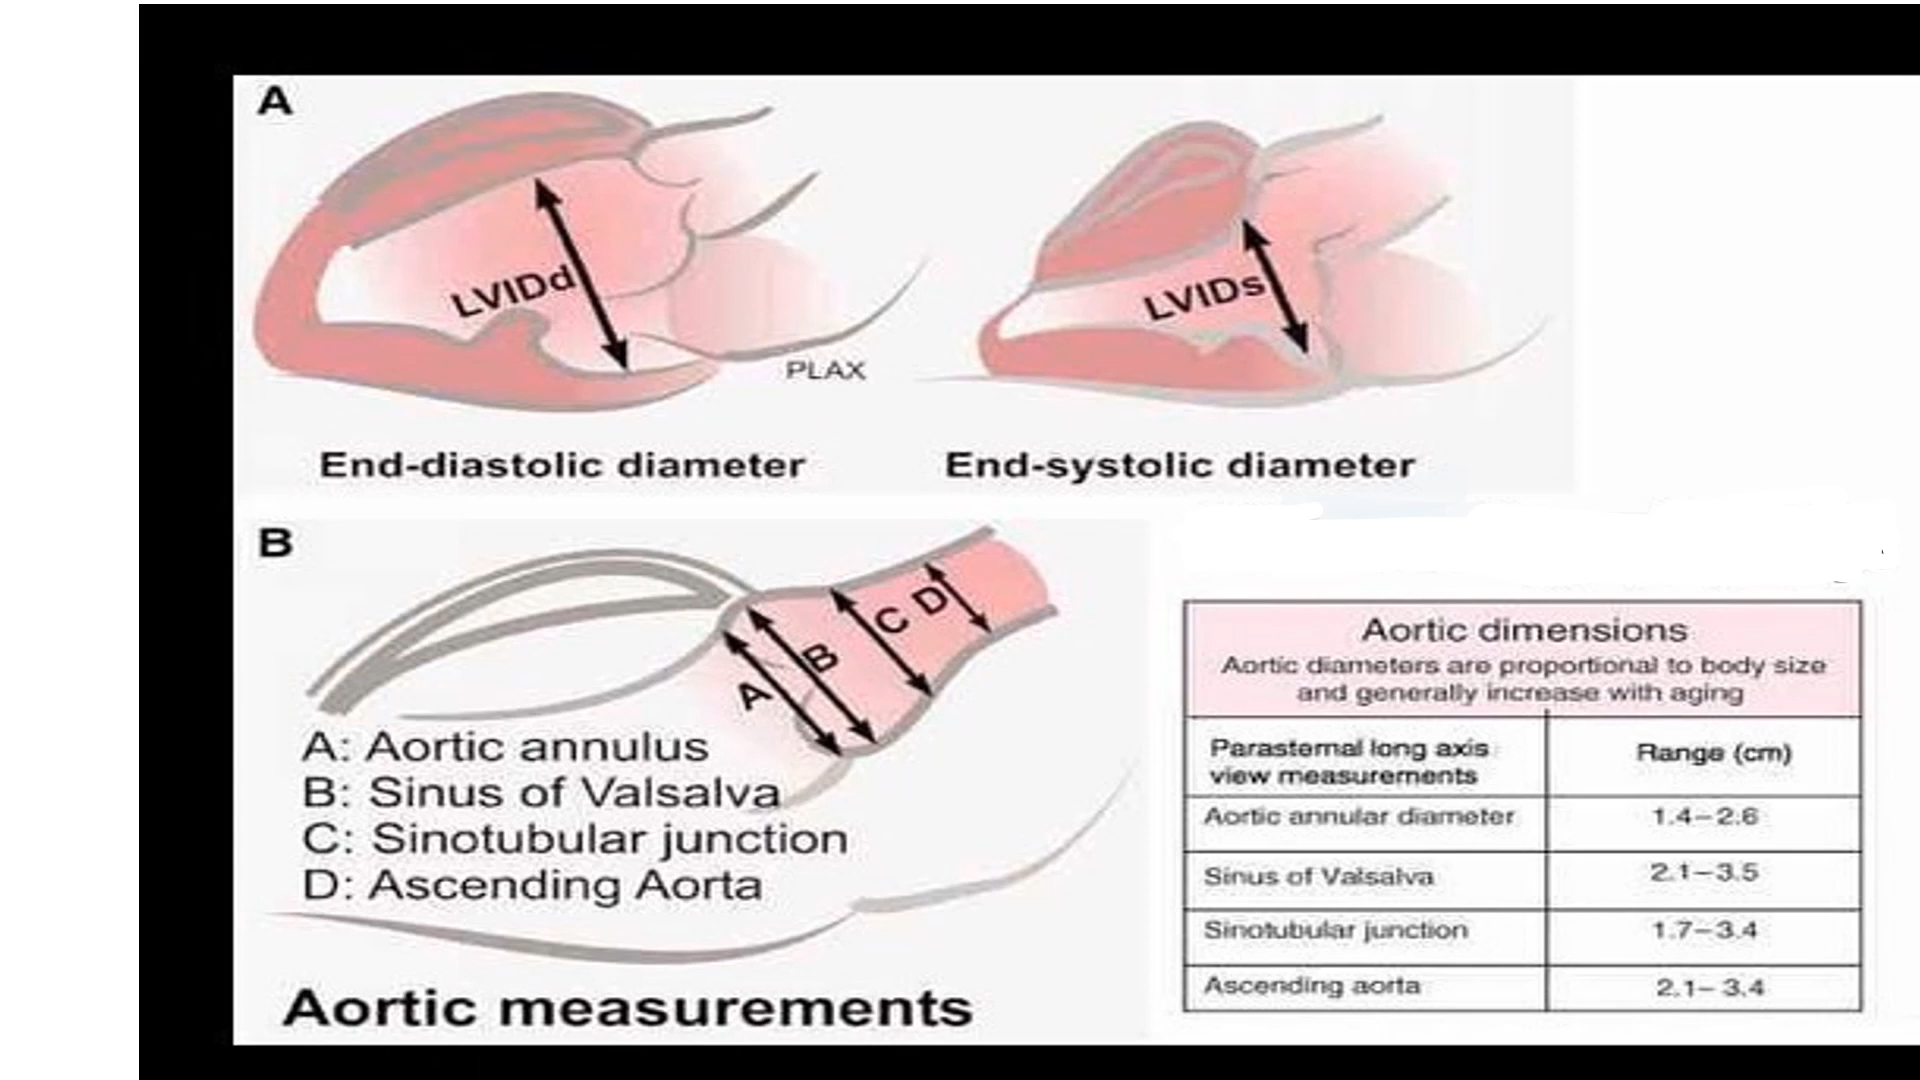 A
LVIDd
PLAX
End-diastolic diameter
LVIDs
End-systolic diameter
B
A
B
C
D
A: Aortic annulus
B: Sinus of Valsalva
C: Sinotubular junction
D: Ascending Aorta
Aortic measurements
Aortic dimensions
Aortic diameters are proportional to body size
and generally increase with aging
Parasternal long axis
view measurements
Range (cm)
Aortic annular diameter
1.4–2.6
Sinus of Valsalva
2.1–3.5
Sinotubular junction
1.7–3.4
Ascending aorta
2.1– 3.4